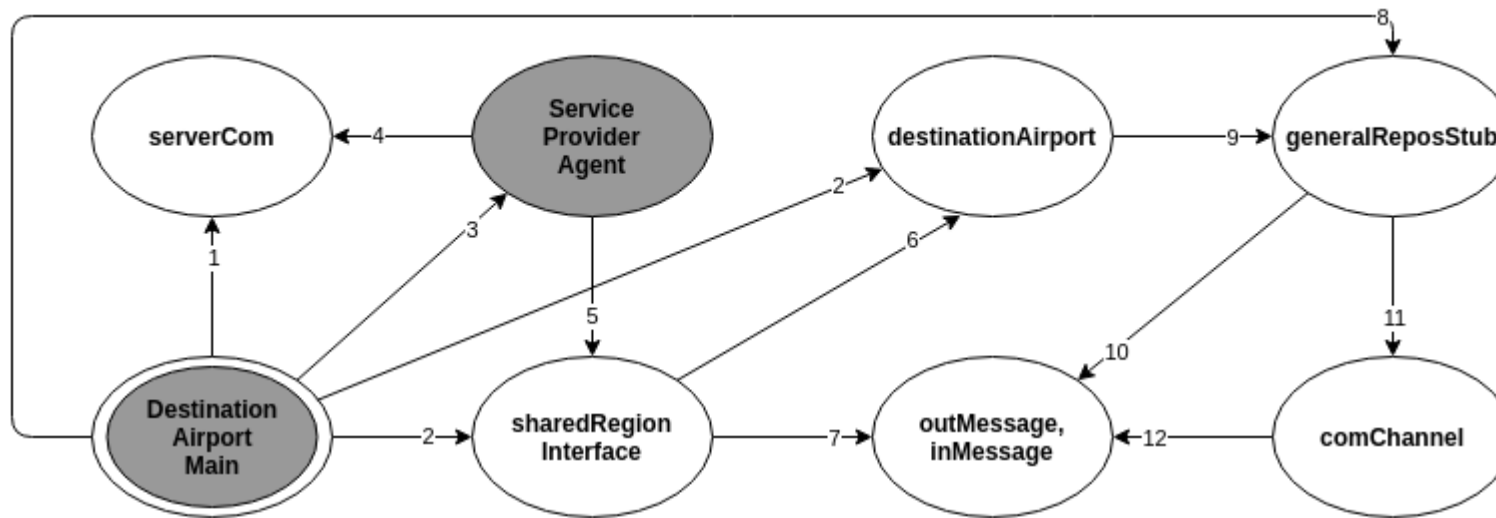 8
serverCom
4
Service
Provider
Agent
destinationAirport
9
generalReposStub
2
3
6
1
5
11
10
Destination
Airport
Main
2
sharedRegion
Interface
7
outMessage,
inMessage
12
comChannel